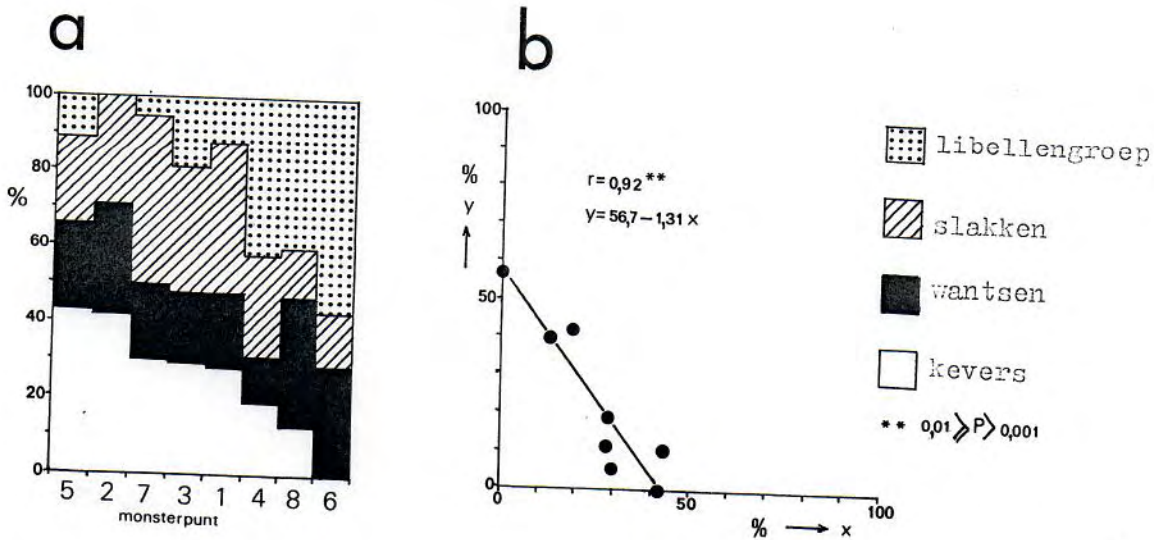 a
b
100
80
%
60
40
20
0
5 2 7 3 1 4 8 6
monsterpunt
100
%
y
r = 0,92 **
y = 56,7 – 1,31 x
50
0
0 50 100
% x
libellengroep
slakken
wantsen
kevers
** 0,01 ⩾ P > 0,001